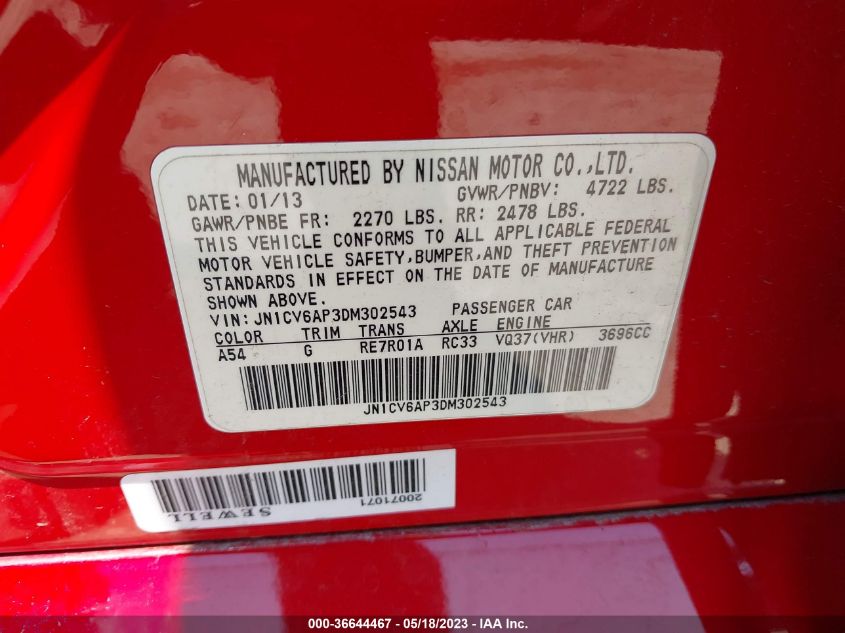 MANUFACTURED BY NISSAN MOTOR CO.,LTD.
DATE: 01/13 GVWR/PNBV: 4722 LBS.
GAWR/PNBE FR: 2270 LBS. RR: 2478 LBS.
THIS VEHICLE CONFORMS TO ALL APPLICABLE FEDERAL
MOTOR VEHICLE SAFETY,BUMPER,AND THEFT PREVENTION
STANDARDS IN EFFECT ON THE DATE OF MANUFACTURE
SHOWN ABOVE.
VIN: JN1CV6AP3DM302543 PASSENGER CAR
COLOR TRIM TRANS AXLE ENGINE
A54 G RE7R01A RC33 VQ37(VHR) 3696CC
JN1CV6AP3DM302543
20071071
SEWELL
000-36644467 - 05/18/2023 - IAA Inc.